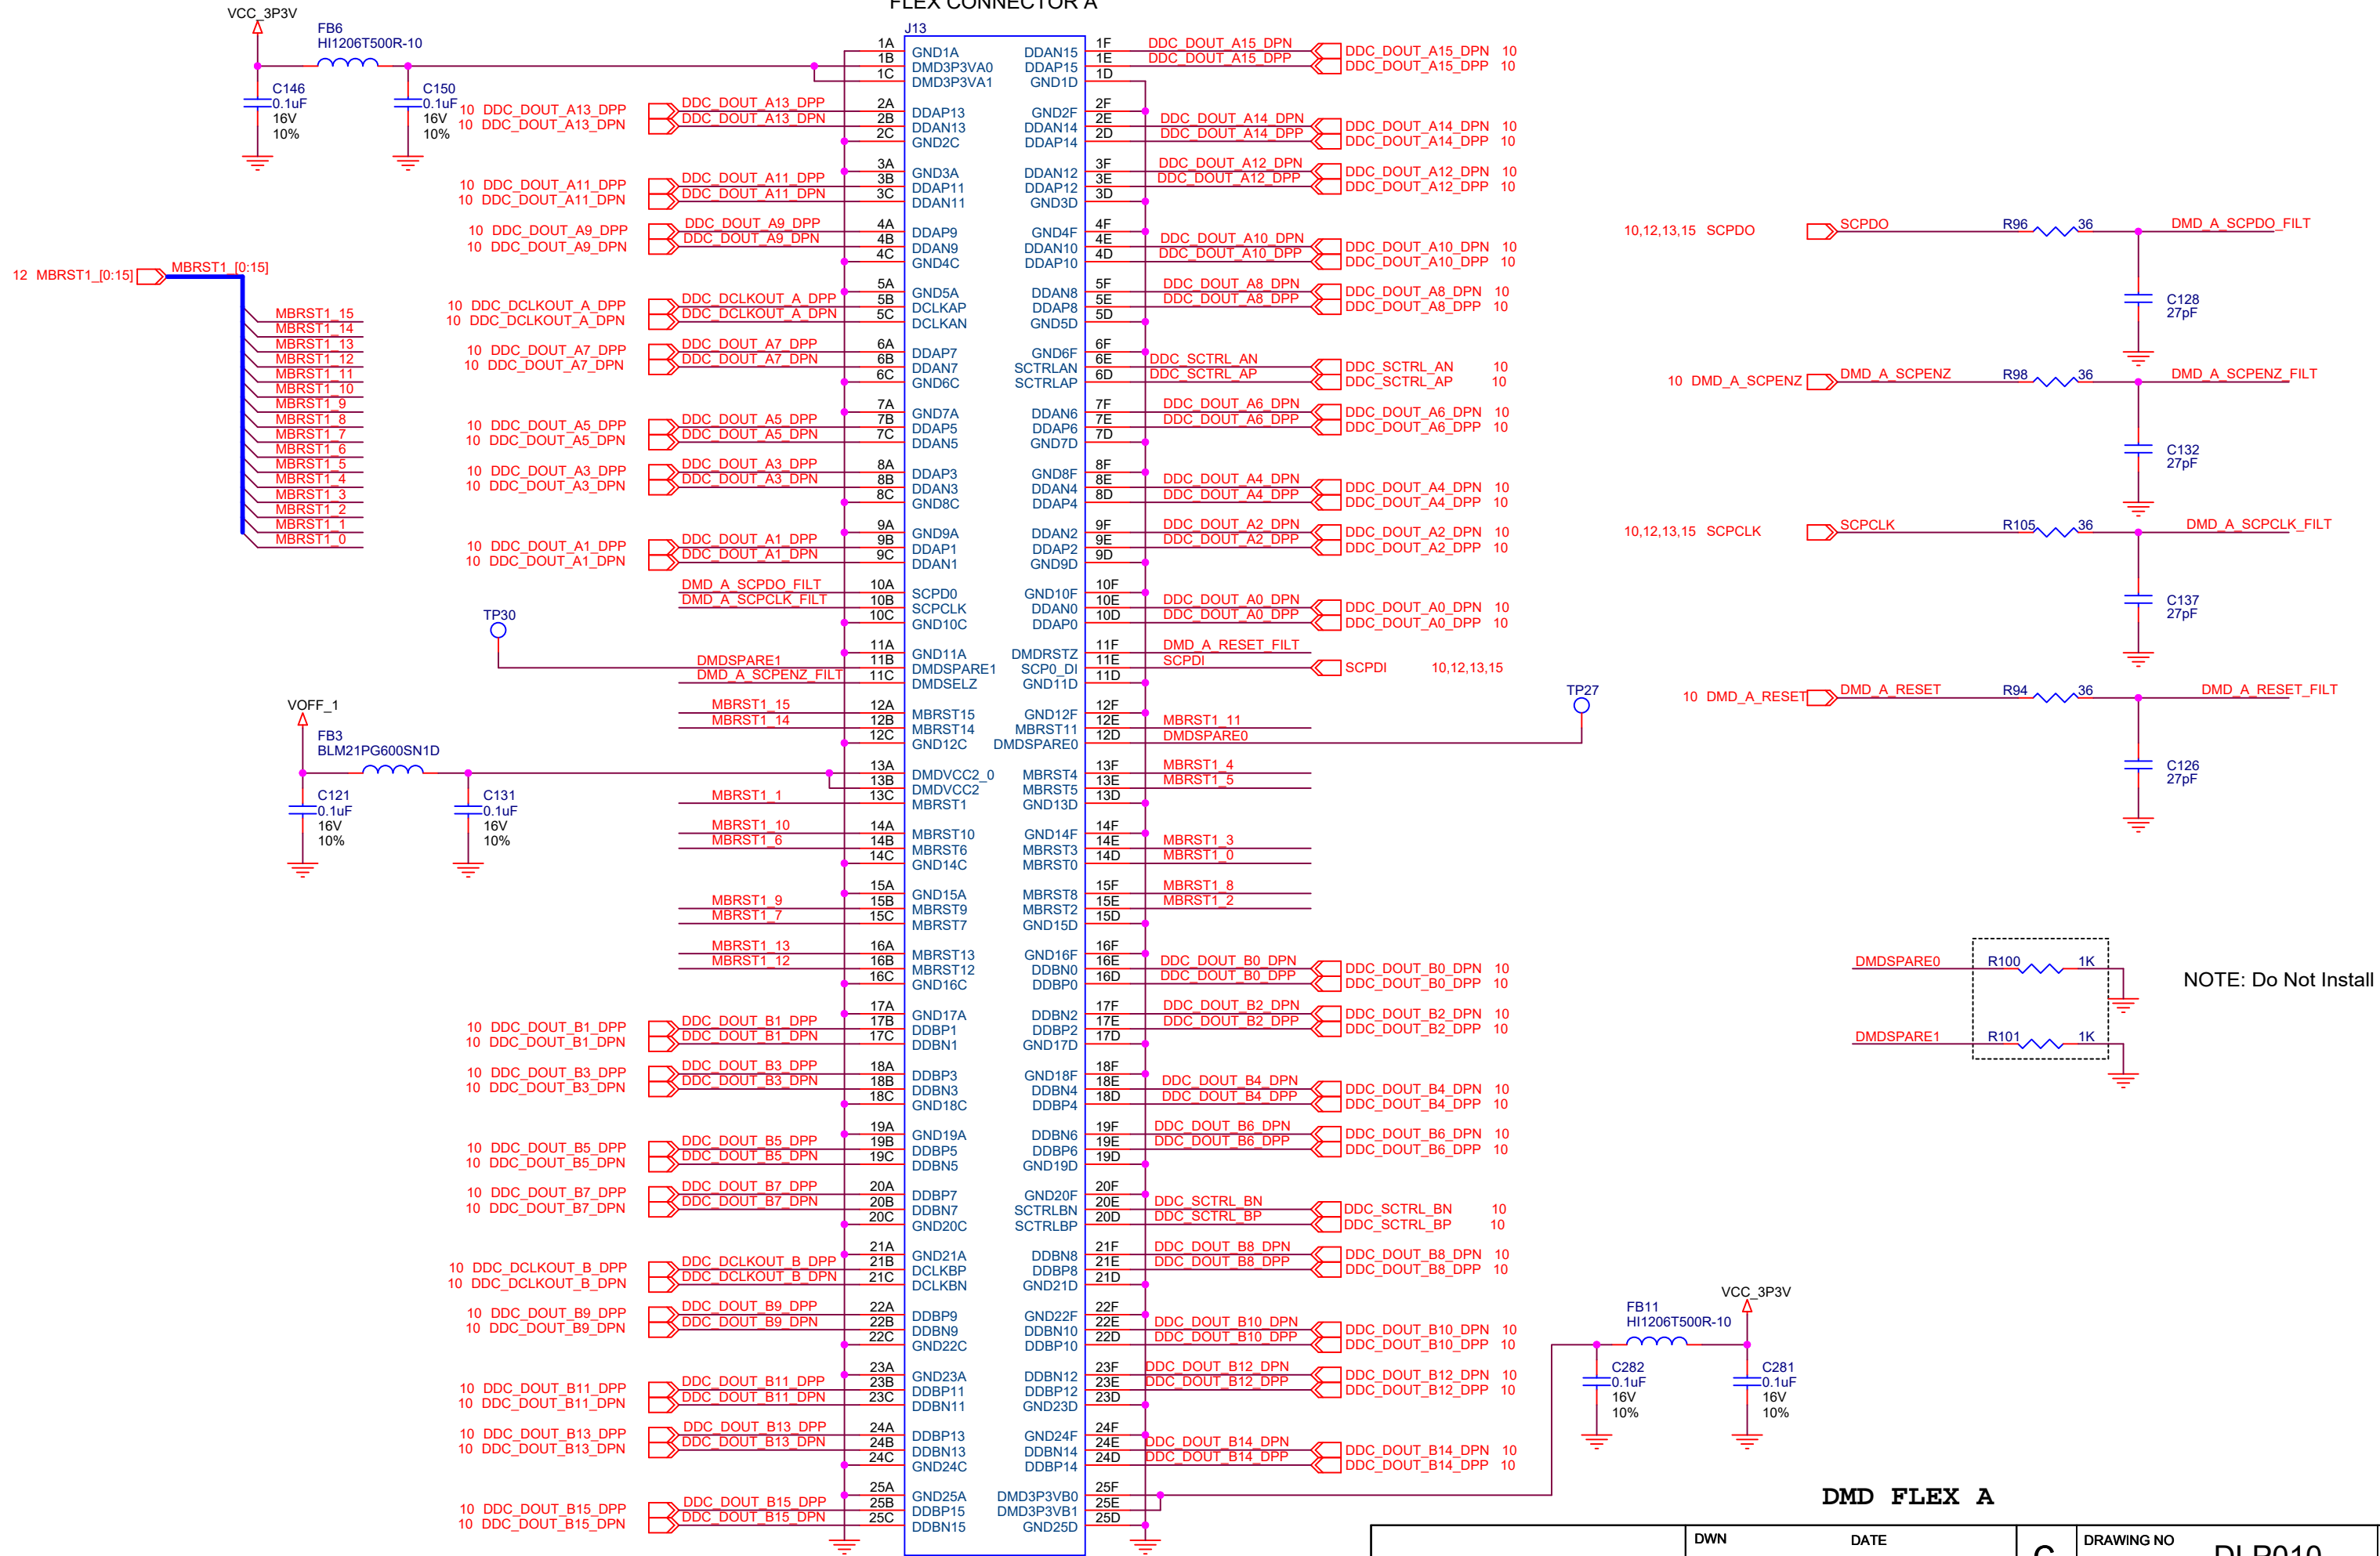 FLEX CONNECTOR A
VCC_3P3V
FB6
HI1206T500R-10
C146
0.1uF
16V
10%
C150
0.1uF
16V
10%
12 MBRST1_[0:15]
MBRST1_[0:15]
MBRST1_15
MBRST1_14
MBRST1_13
MBRST1_12
MBRST1_11
MBRST1_10
MBRST1_9
MBRST1_8
MBRST1_7
MBRST1_6
MBRST1_5
MBRST1_4
MBRST1_3
MBRST1_2
MBRST1_1
MBRST1_0
TP30
VOFF_1
FB3
BLM21PG600SN1D
C121
0.1uF
16V
10%
C131
0.1uF
16V
10%
J13
1A GND1A DDAN15 1F DDC_DOUT_A15_DPN DDC_DOUT_A15_DPN 10
1B DMD3P3VA0 DDAP15 1E DDC_DOUT_A15_DPP DDC_DOUT_A15_DPP 10
1C DMD3P3VA1 GND1D 1D
10 DDC_DOUT_A13_DPP DDC_DOUT_A13_DPP 2A DDAP13 GND2F 2F
10 DDC_DOUT_A13_DPN DDC_DOUT_A13_DPN 2B DDAN13 DDAN14 2E DDC_DOUT_A14_DPN DDC_DOUT_A14_DPN 10
2C GND2C DDAP14 2D DDC_DOUT_A14_DPP DDC_DOUT_A14_DPP 10
3A GND3A DDAN12 3F DDC_DOUT_A12_DPN DDC_DOUT_A12_DPN 10
10 DDC_DOUT_A11_DPP DDC_DOUT_A11_DPP 3B DDAP11 DDAP12 3E DDC_DOUT_A12_DPP DDC_DOUT_A12_DPP 10
10 DDC_DOUT_A11_DPN DDC_DOUT_A11_DPN 3C DDAN11 GND3D 3D
10 DDC_DOUT_A9_DPP DDC_DOUT_A9_DPP 4A DDAP9 GND4F 4F
10 DDC_DOUT_A9_DPN DDC_DOUT_A9_DPN 4B DDAN9 DDAN10 4E DDC_DOUT_A10_DPN DDC_DOUT_A10_DPN 10
4C GND4C DDAP10 4D DDC_DOUT_A10_DPP DDC_DOUT_A10_DPP 10
5A GND5A DDAN8 5F DDC_DOUT_A8_DPN DDC_DOUT_A8_DPN 10
10 DDC_DCLKOUT_A_DPP DDC_DCLKOUT_A_DPP 5B DCLKAP DDAP8 5E DDC_DOUT_A8_DPP DDC_DOUT_A8_DPP 10
10 DDC_DCLKOUT_A_DPN DDC_DCLKOUT_A_DPN 5C DCLKAN GND5D 5D
10 DDC_DOUT_A7_DPP DDC_DOUT_A7_DPP 6A DDAP7 GND6F 6F
10 DDC_DOUT_A7_DPN DDC_DOUT_A7_DPN 6B DDAN7 SCTRLAN 6E DDC_SCTRL_AN DDC_SCTRL_AN 10
6C GND6C SCTRLAP 6D DDC_SCTRL_AP DDC_SCTRL_AP 10
7A GND7A DDAN6 7F DDC_DOUT_A6_DPN DDC_DOUT_A6_DPN 10
10 DDC_DOUT_A5_DPP DDC_DOUT_A5_DPP 7B DDAP5 DDAP6 7E DDC_DOUT_A6_DPP DDC_DOUT_A6_DPP 10
10 DDC_DOUT_A5_DPN DDC_DOUT_A5_DPN 7C DDAN5 GND7D 7D
10 DDC_DOUT_A3_DPP DDC_DOUT_A3_DPP 8A DDAP3 GND8F 8F
10 DDC_DOUT_A3_DPN DDC_DOUT_A3_DPN 8B DDAN3 DDAN4 8E DDC_DOUT_A4_DPN DDC_DOUT_A4_DPN 10
8C GND8C DDAP4 8D DDC_DOUT_A4_DPP DDC_DOUT_A4_DPP 10
9A GND9A DDAN2 9F DDC_DOUT_A2_DPN DDC_DOUT_A2_DPN 10
10 DDC_DOUT_A1_DPP DDC_DOUT_A1_DPP 9B DDAP1 DDAP2 9E DDC_DOUT_A2_DPP DDC_DOUT_A2_DPP 10
10 DDC_DOUT_A1_DPN DDC_DOUT_A1_DPN 9C DDAN1 GND9D 9D
DMD_A_SCPDO_FILT 10A SCPD0 GND10F 10F
DMD_A_SCPCLK_FILT 10B SCPCLK DDAN0 10E DDC_DOUT_A0_DPN DDC_DOUT_A0_DPN 10
10C GND10C DDAP0 10D DDC_DOUT_A0_DPP DDC_DOUT_A0_DPP 10
11A GND11A DMDRSTZ 11F DMD_A_RESET_FILT
DMDSPARE1 11B DMDSPARE1 SCP0_DI 11E SCPDI SCPDI 10,12,13,15
DMD_A_SCPENZ_FILT 11C DMDSELZ GND11D 11D
MBRST1_15 12A MBRST15 GND12F 12F
MBRST1_14 12B MBRST14 MBRST11 12E MBRST1_11
12C GND12C DMDSPARE0 12D DMDSPARE0
TP27
13A DMDVCC2_0 MBRST4 13F MBRST1_4
13B DMDVCC2 MBRST5 13E MBRST1_5
MBRST1_1 13C MBRST1 GND13D 13D
MBRST1_10 14A MBRST10 GND14F 14F
MBRST1_6 14B MBRST6 MBRST3 14E MBRST1_3
14C GND14C MBRST0 14D MBRST1_0
15A GND15A MBRST8 15F MBRST1_8
MBRST1_9 15B MBRST9 MBRST2 15E MBRST1_2
MBRST1_7 15C MBRST7 GND15D 15D
MBRST1_13 16A MBRST13 GND16F 16F
MBRST1_12 16B MBRST12 DDBN0 16E DDC_DOUT_B0_DPN DDC_DOUT_B0_DPN 10
16C GND16C DDBP0 16D DDC_DOUT_B0_DPP DDC_DOUT_B0_DPP 10
17A GND17A DDBN2 17F DDC_DOUT_B2_DPN DDC_DOUT_B2_DPN 10
10 DDC_DOUT_B1_DPP DDC_DOUT_B1_DPP 17B DDBP1 DDBP2 17E DDC_DOUT_B2_DPP DDC_DOUT_B2_DPP 10
10 DDC_DOUT_B1_DPN DDC_DOUT_B1_DPN 17C DDBN1 GND17D 17D
10 DDC_DOUT_B3_DPP DDC_DOUT_B3_DPP 18A DDBP3 GND18F 18F
10 DDC_DOUT_B3_DPN DDC_DOUT_B3_DPN 18B DDBN3 DDBN4 18E DDC_DOUT_B4_DPN DDC_DOUT_B4_DPN 10
18C GND18C DDBP4 18D DDC_DOUT_B4_DPP DDC_DOUT_B4_DPP 10
19A GND19A DDBN6 19F DDC_DOUT_B6_DPN DDC_DOUT_B6_DPN 10
10 DDC_DOUT_B5_DPP DDC_DOUT_B5_DPP 19B DDBP5 DDBP6 19E DDC_DOUT_B6_DPP DDC_DOUT_B6_DPP 10
10 DDC_DOUT_B5_DPN DDC_DOUT_B5_DPN 19C DDBN5 GND19D 19D
10 DDC_DOUT_B7_DPP DDC_DOUT_B7_DPP 20A DDBP7 GND20F 20F
10 DDC_DOUT_B7_DPN DDC_DOUT_B7_DPN 20B DDBN7 SCTRLBN 20E DDC_SCTRL_BN DDC_SCTRL_BN 10
20C GND20C SCTRLBP 20D DDC_SCTRL_BP DDC_SCTRL_BP 10
21A GND21A DDBN8 21F DDC_DOUT_B8_DPN DDC_DOUT_B8_DPN 10
10 DDC_DCLKOUT_B_DPP DDC_DCLKOUT_B_DPP 21B DCLKBP DDBP8 21E DDC_DOUT_B8_DPP DDC_DOUT_B8_DPP 10
10 DDC_DCLKOUT_B_DPN DDC_DCLKOUT_B_DPN 21C DCLKBN GND21D 21D
10 DDC_DOUT_B9_DPP DDC_DOUT_B9_DPP 22A DDBP9 GND22F 22F
10 DDC_DOUT_B9_DPN DDC_DOUT_B9_DPN 22B DDBN9 DDBN10 22E DDC_DOUT_B10_DPN DDC_DOUT_B10_DPN 10
22C GND22C DDBP10 22D DDC_DOUT_B10_DPP DDC_DOUT_B10_DPP 10
23A GND23A DDBN12 23F DDC_DOUT_B12_DPN DDC_DOUT_B12_DPN 10
10 DDC_DOUT_B11_DPP DDC_DOUT_B11_DPP 23B DDBP11 DDBP12 23E DDC_DOUT_B12_DPP DDC_DOUT_B12_DPP 10
10 DDC_DOUT_B11_DPN DDC_DOUT_B11_DPN 23C DDBN11 GND23D 23D
10 DDC_DOUT_B13_DPP DDC_DOUT_B13_DPP 24A DDBP13 GND24F 24F
10 DDC_DOUT_B13_DPN DDC_DOUT_B13_DPN 24B DDBN13 DDBN14 24E DDC_DOUT_B14_DPN DDC_DOUT_B14_DPN 10
24C GND24C DDBP14 24D DDC_DOUT_B14_DPP DDC_DOUT_B14_DPP 10
25A GND25A DMD3P3VB0 25F
10 DDC_DOUT_B15_DPP DDC_DOUT_B15_DPP 25B DDBP15 DMD3P3VB1 25E
10 DDC_DOUT_B15_DPN DDC_DOUT_B15_DPN 25C DDBN15 GND25D 25D
10,12,13,15 SCPDO SCPDO R96 36 DMD_A_SCPDO_FILT
C128
27pF
10 DMD_A_SCPENZ DMD_A_SCPENZ R98 36 DMD_A_SCPENZ_FILT
C132
27pF
10,12,13,15 SCPCLK SCPCLK R105 36 DMD_A_SCPCLK_FILT
C137
27pF
10 DMD_A_RESET DMD_A_RESET R94 36 DMD_A_RESET_FILT
C126
27pF
DMDSPARE0 R100 1K
NOTE: Do Not Install
DMDSPARE1 R101 1K
VCC_3P3V
FB11
HI1206T500R-10
C282
0.1uF
16V
10%
C281
0.1uF
16V
10%
DMD FLEX A
DWN DATE
C
DRAWING NO
DLP010